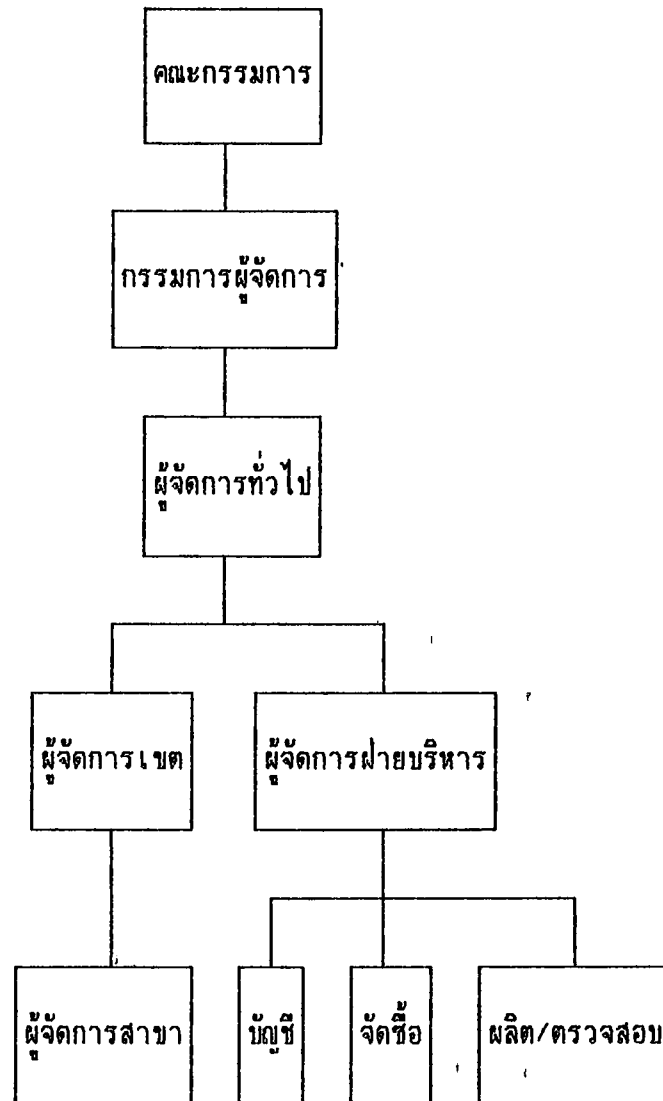 คณะกรรมการ
กรรมการผู้จัดการ
ผู้จัดการทั่วไป
ผู้จัดการเขต
ผู้จัดการฝ่ายบริหาร
ผู้จัดการสาขา
บัญชี
จัดซื้อ
ผลิต/ตรวจสอบ